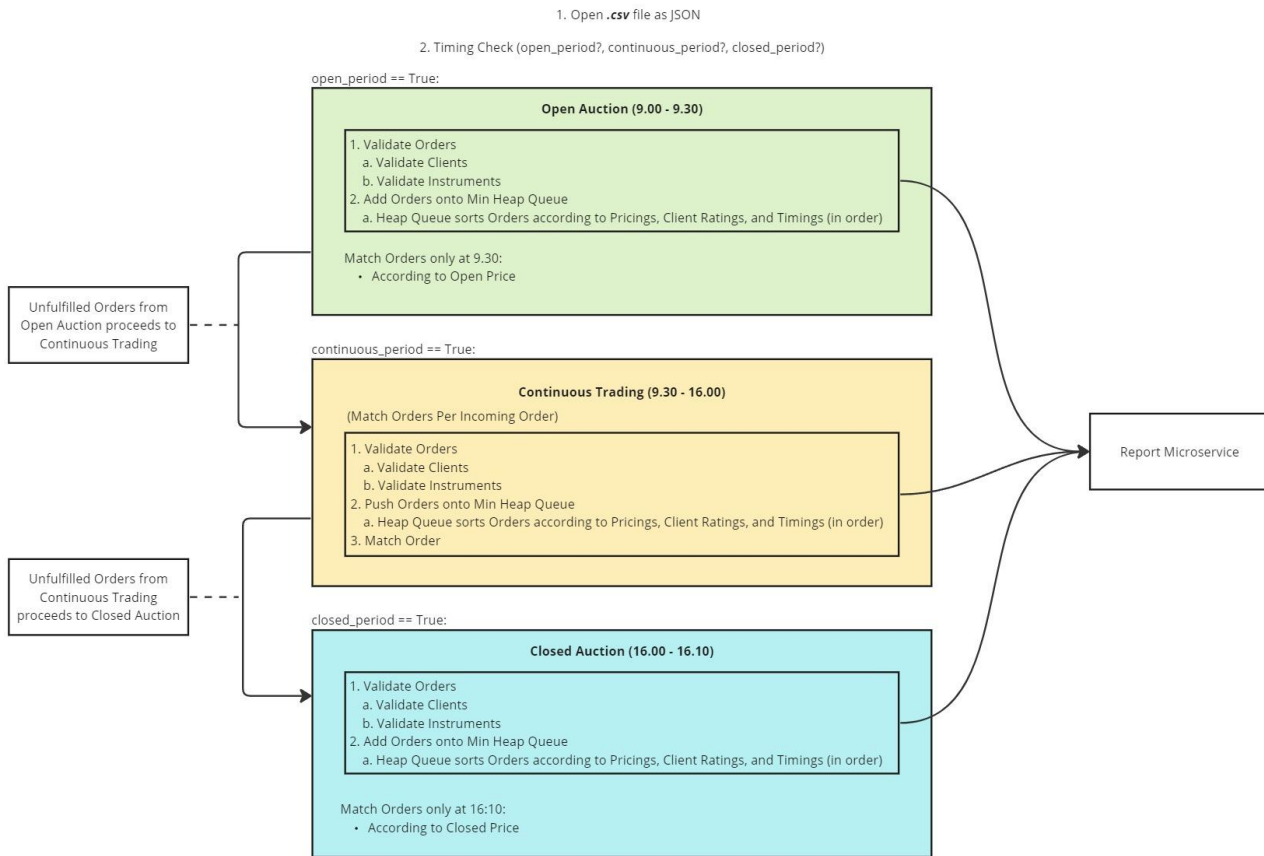 1. Open .csv file as JSON
2. Timing Check (open_period?, continuous_period?, closed_period?)
open_period == True:
Open Auction (9.00 - 9.30)
1. Validate Orders
a. Validate Clients
b. Validate Instruments
2. Add Orders onto Min Heap Queue
a. Heap Queue sorts Orders according to Pricings, Client Ratings, and Timings (in order)
Match Orders only at 9.30:
• According to Open Price
Unfulfilled Orders from
Open Auction proceeds to
Continuous Trading
continuous_period == True:
Continuous Trading (9.30 - 16.00)
(Match Orders Per Incoming Order)
1. Validate Orders
a. Validate Clients
b. Validate Instruments
2. Push Orders onto Min Heap Queue
a. Heap Queue sorts Orders according to Pricings, Client Ratings, and Timings (in order)
3. Match Order
Report Microservice
Unfulfilled Orders from
Continuous Trading
proceeds to Closed Auction
closed_period == True:
Closed Auction (16.00 - 16.10)
1. Validate Orders
a. Validate Clients
b. Validate Instruments
2. Add Orders onto Min Heap Queue
a. Heap Queue sorts Orders according to Pricings, Client Ratings, and Timings (in order)
Match Orders only at 16:10:
• According to Closed Price